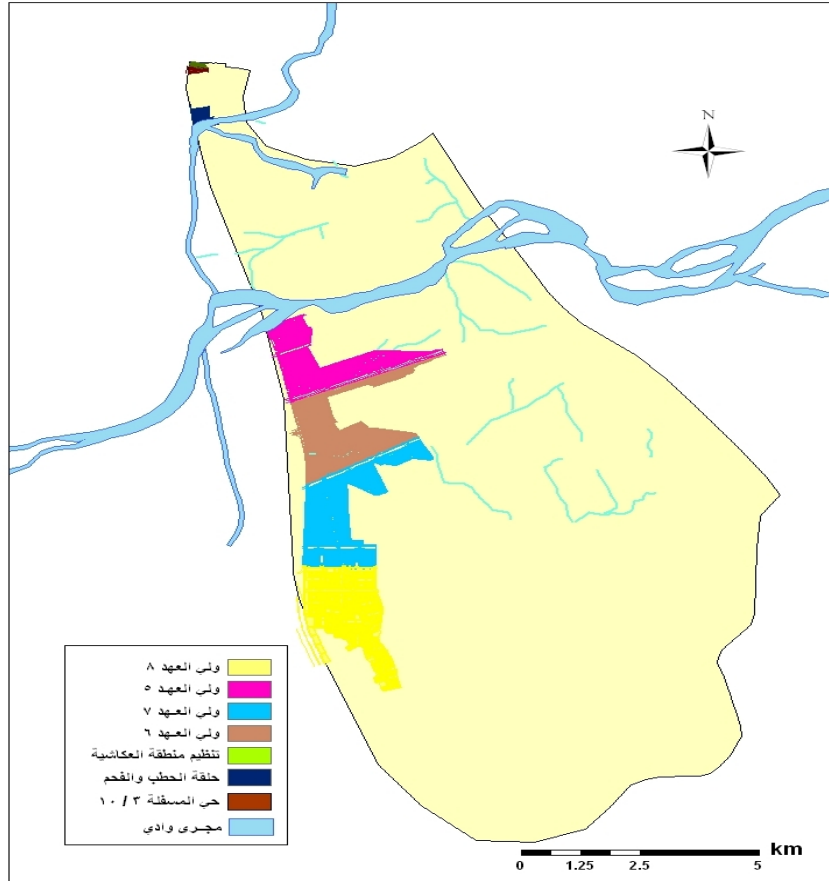 N
ولي العهد ٨
ولي العهد ٥
ولي العهد ٧
ولي العهد ٦
تنظيم منطقة العكاشية
حلقة الحطب والفحم
حي المسفلة ٣ / ١٠
مجرى وادي
km
0 1.25 2.5 5